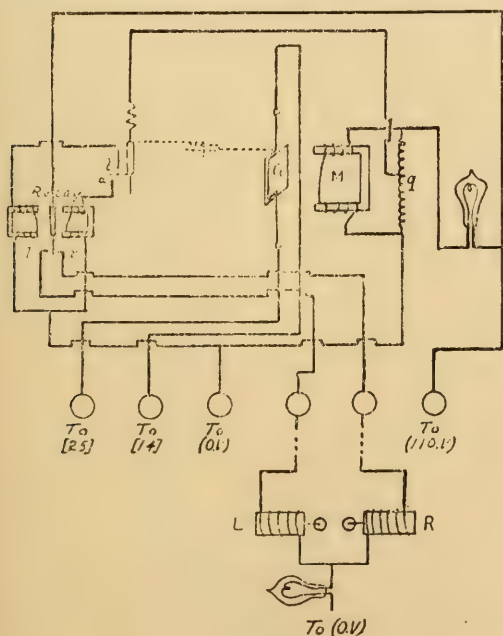 Relay
a
b
G
M
q
l
r
To
[25]
To
[14]
To
(0.V)
To
(110.V)
L
R
To (0.V)